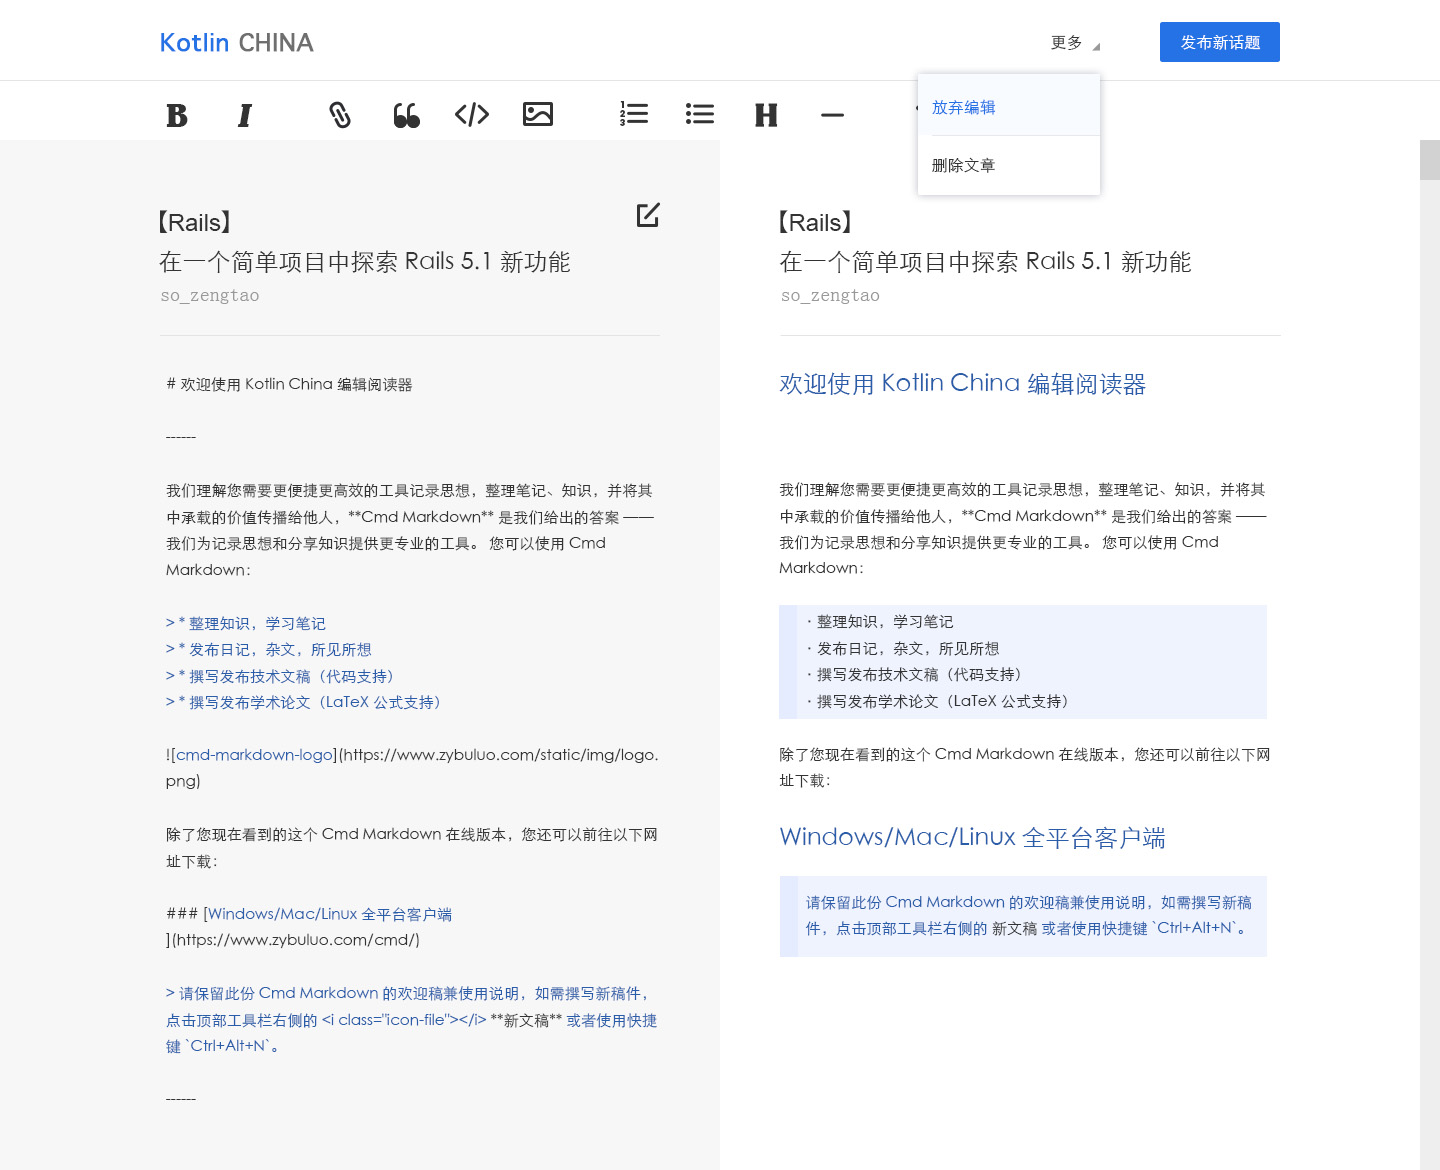 Kotlin CHINA
更多
发布新话题
放弃编辑
删除文章
B I </> 1 2 3 H
【Rails】
在一个简单项目中探索 Rails 5.1 新功能
so_zengtao
# 欢迎使用 Kotlin China 编辑阅读器
------
我们理解您需要更便捷更高效的工具记录思想，整理笔记、知识，并将其
中承载的价值传播给他人，**Cmd Markdown** 是我们给出的答案 ——
我们为记录思想和分享知识提供更专业的工具。 您可以使用 Cmd
Markdown：
> * 整理知识，学习笔记
> * 发布日记，杂文，所见所想
> * 撰写发布技术文稿（代码支持）
> * 撰写发布学术论文（LaTeX 公式支持）
![cmd-markdown-logo](https://www.zybuluo.com/static/img/logo.
png)
除了您现在看到的这个 Cmd Markdown 在线版本，您还可以前往以下网
址下载：
### [Windows/Mac/Linux 全平台客户端
](https://www.zybuluo.com/cmd/)
> 请保留此份 Cmd Markdown 的欢迎稿兼使用说明，如需撰写新稿件，
点击顶部工具栏右侧的 <i class="icon-file"></i> **新文稿** 或者使用快捷
键 `Ctrl+Alt+N`。
------
【Rails】
在一个简单项目中探索 Rails 5.1 新功能
so_zengtao
欢迎使用 Kotlin China 编辑阅读器
我们理解您需要更便捷更高效的工具记录思想，整理笔记、知识，并将其
中承载的价值传播给他人，**Cmd Markdown** 是我们给出的答案 ——
我们为记录思想和分享知识提供更专业的工具。 您可以使用 Cmd
Markdown：
· 整理知识，学习笔记
· 发布日记，杂文，所见所想
· 撰写发布技术文稿（代码支持）
· 撰写发布学术论文（LaTeX 公式支持）
除了您现在看到的这个 Cmd Markdown 在线版本，您还可以前往以下网
址下载：
Windows/Mac/Linux 全平台客户端
请保留此份 Cmd Markdown 的欢迎稿兼使用说明，如需撰写新稿
件，点击顶部工具栏右侧的 新文稿 或者使用快捷键 `Ctrl+Alt+N`。